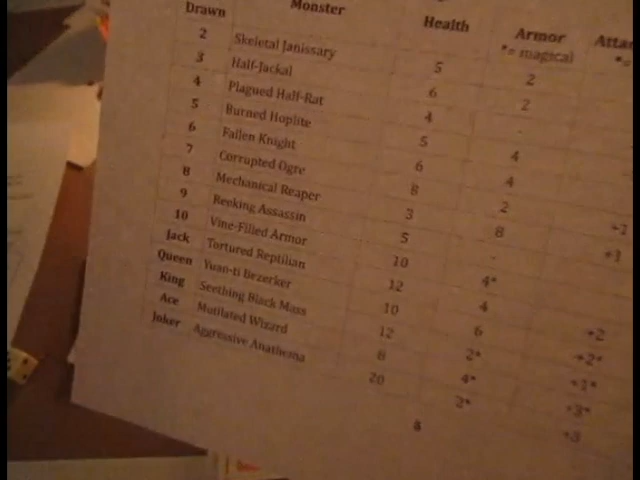 Drawn Monster Health Armor Attac
*= magical *=
2 Skeletal Janissary 5 2
3 Half-Jackal 6 2
4 Plagued Half-Rat 4 -
5 Burned Hoplite 5 4
6 Fallen Knight 6 4
7 Corrupted Ogre 8 2 +1
8 Mechanical Reaper 3 8 +1
9 Reeking Assassin 5 -
10 Vine-Filled Armor 10 4*
Jack Tortured Reptilian 12 4 +2
Queen Yuan-ti Bezerker 10 6 +2*
King Seething Black Mass 12 2* +1*
Ace Mutilated Wizard 8 4* +3*
Joker Aggressive Anathema 20 2* +3
8